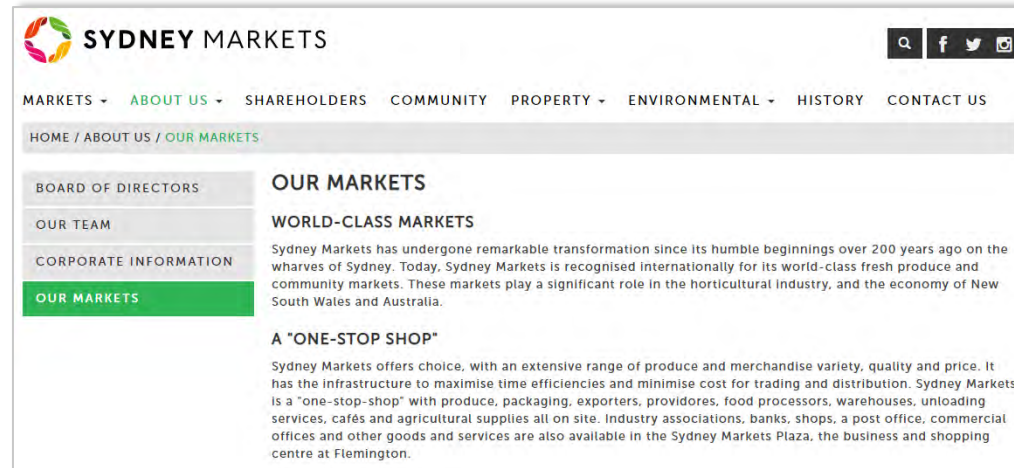 SYDNEY MARKETS
MARKETS ABOUT US SHAREHOLDERS COMMUNITY PROPERTY ENVIRONMENTAL HISTORY CONTACT US
HOME / ABOUT US / OUR MARKETS
BOARD OF DIRECTORS
OUR TEAM
CORPORATE INFORMATION
OUR MARKETS
OUR MARKETS
WORLD-CLASS MARKETS
Sydney Markets has undergone remarkable transformation since its humble beginnings over 200 years ago on the
wharves of Sydney. Today, Sydney Markets is recognised internationally for its world-class fresh produce and
community markets. These markets play a significant role in the horticultural industry, and the economy of New
South Wales and Australia.
A "ONE-STOP SHOP"
Sydney Markets offers choice, with an extensive range of produce and merchandise variety, quality and price. It
has the infrastructure to maximise time efficiencies and minimise cost for trading and distribution. Sydney Markets
is a "one-stop-shop" with produce, packaging, exporters, providores, food processors, warehouses, unloading
services, cafés and agricultural supplies all on site. Industry associations, banks, shops, a post office, commercial
offices and other goods and services are also available in the Sydney Markets Plaza, the business and shopping
centre at Flemington.